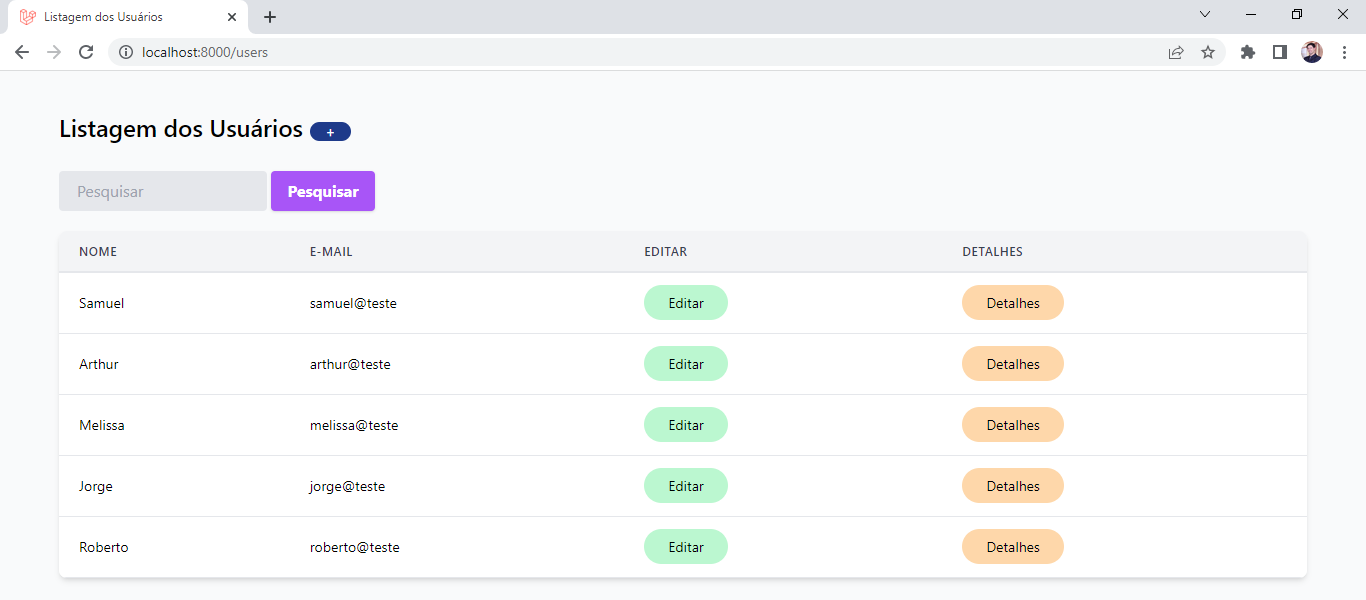 Listagem dos Usuários
localhost:8000/users
Listagem dos Usuários +
Pesquisar Pesquisar
NOME E-MAIL EDITAR DETALHES
Samuel samuel@teste Editar Detalhes
Arthur arthur@teste Editar Detalhes
Melissa melissa@teste Editar Detalhes
Jorge jorge@teste Editar Detalhes
Roberto roberto@teste Editar Detalhes